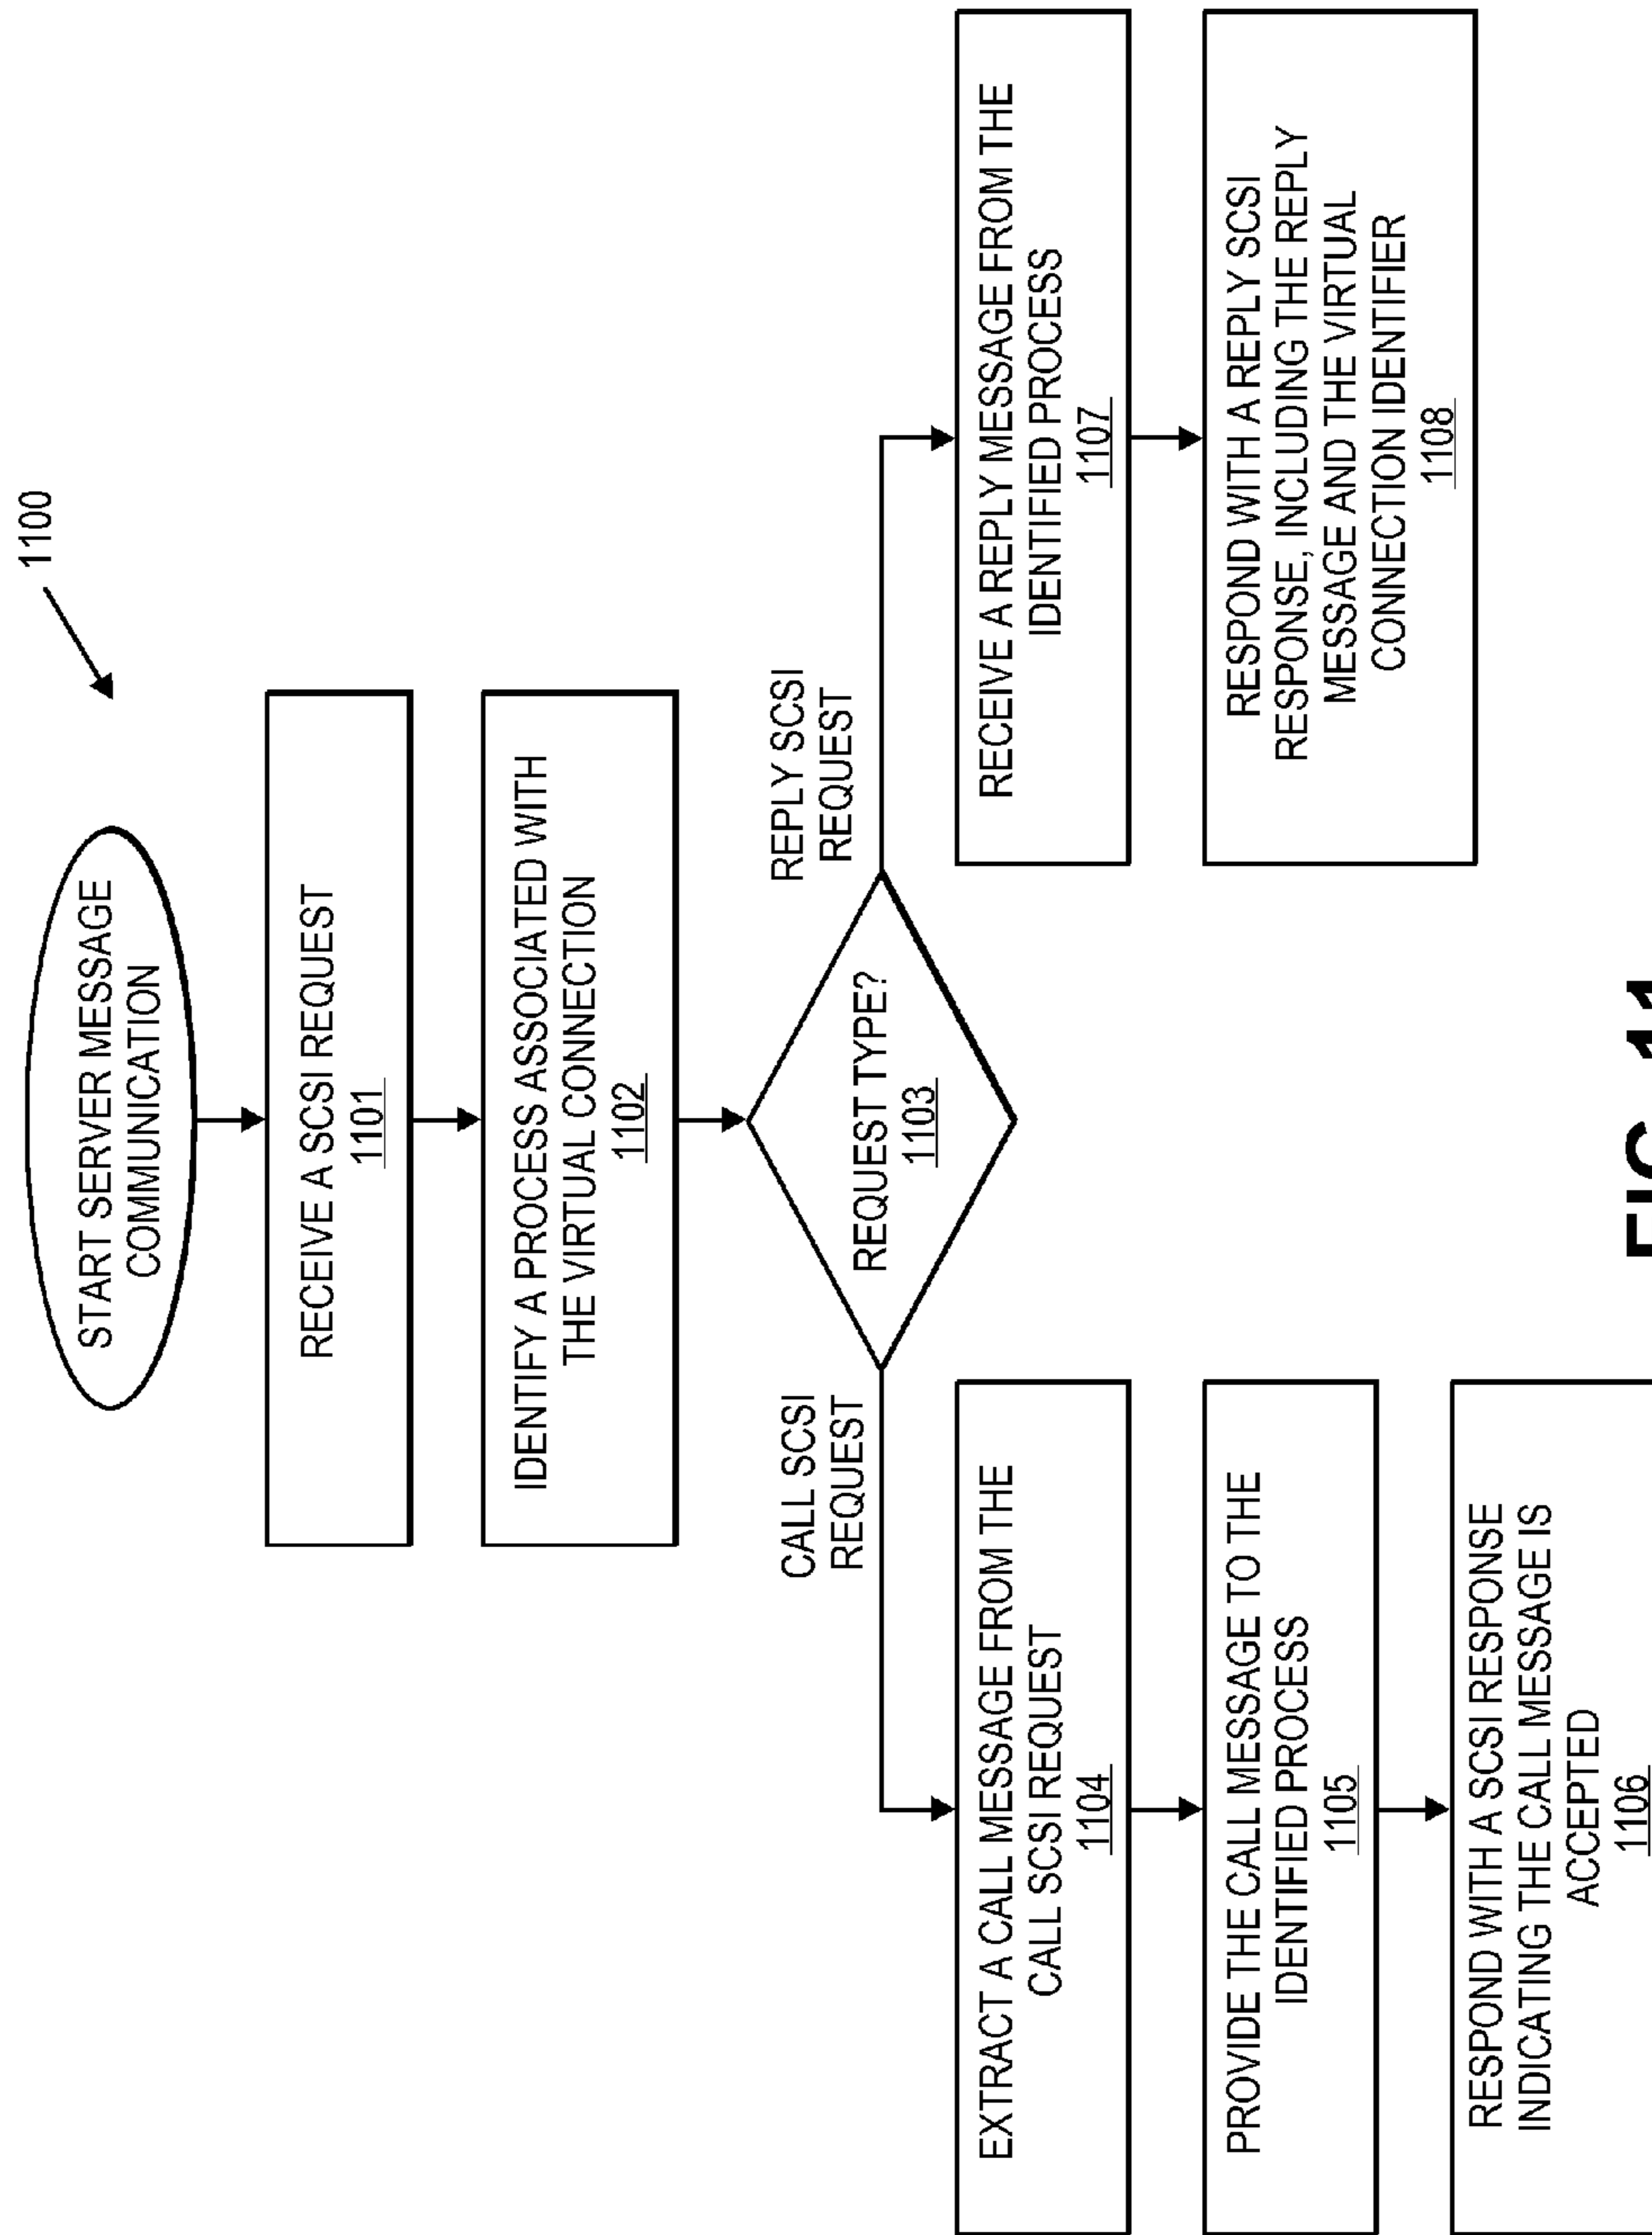 1100
START SERVER MESSAGE
COMMUNICATION
RECEIVE A SCSI REQUEST
1101
IDENTIFY A PROCESS ASSOCIATED WITH
THE VIRTUAL CONNECTION
1102
REQUEST TYPE?
1103
CALL SCSI
REQUEST
REPLY SCSI
REQUEST
EXTRACT A CALL MESSAGE FROM THE
CALL SCSI REQUEST
1104
PROVIDE THE CALL MESSAGE TO THE
IDENTIFIED PROCESS
1105
RESPOND WITH A SCSI RESPONSE
INDICATING THE CALL MESSAGE IS
ACCEPTED
1106
RECEIVE A REPLY MESSAGE FROM THE
IDENTIFIED PROCESS
1107
RESPOND WITH A REPLY SCSI
RESPONSE, INCLUDING THE REPLY
MESSAGE AND THE VIRTUAL
CONNECTION IDENTIFIER
1108
FIG. 11